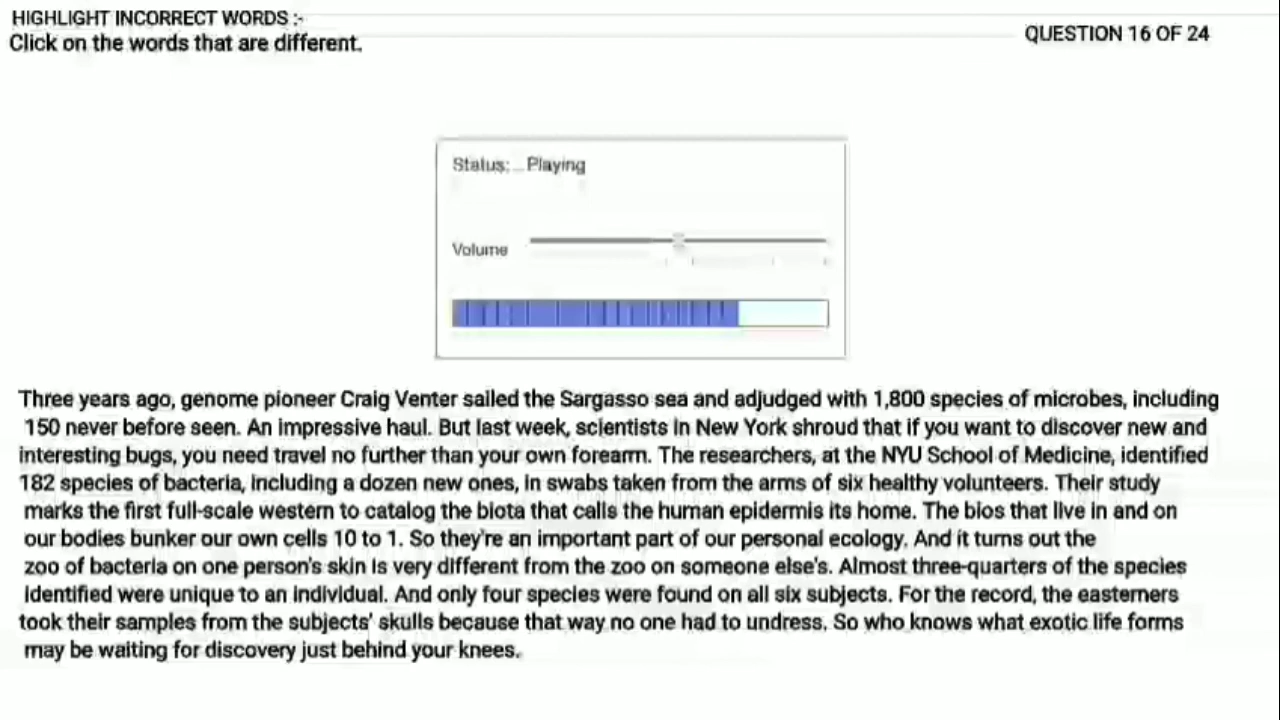 HIGHLIGHT INCORRECT WORDS :-
Click on the words that are different.
QUESTION 16 OF 24
Status: Playing
Volume
Three years ago, genome pioneer Craig Venter sailed the Sargasso sea and adjudged with 1,800 species of microbes, including
150 never before seen. An impressive haul. But last week, scientists in New York shroud that if you want to discover new and
interesting bugs, you need travel no further than your own forearm. The researchers, at the NYU School of Medicine, identified
182 species of bacteria, including a dozen new ones, in swabs taken from the arms of six healthy volunteers. Their study
marks the first full-scale western to catalog the biota that calls the human epidermis its home. The bios that live in and on
our bodies bunker our own cells 10 to 1. So they're an important part of our personal ecology. And it turns out the
zoo of bacteria on one person's skin is very different from the zoo on someone else's. Almost three-quarters of the species
identified were unique to an individual. And only four species were found on all six subjects. For the record, the easterners
took their samples from the subjects' skulls because that way no one had to undress. So who knows what exotic life forms
may be waiting for discovery just behind your knees.